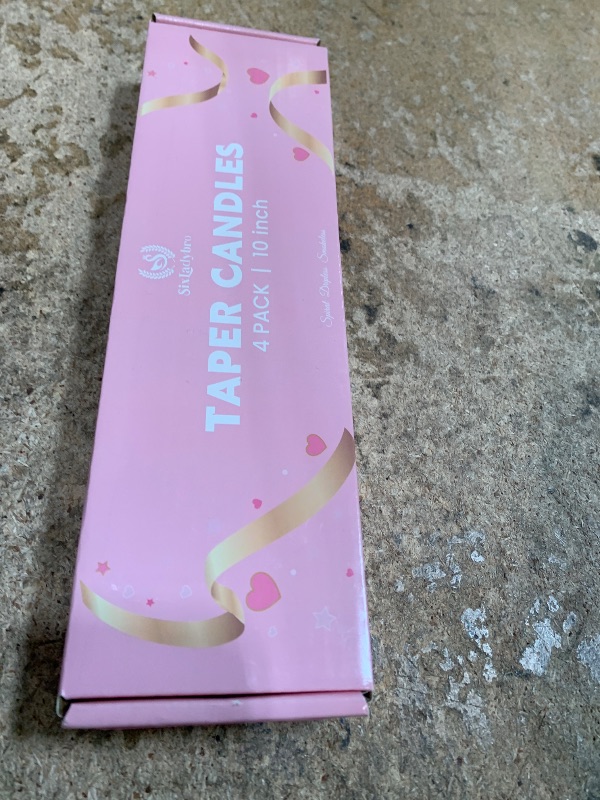 SixLadybro
TAPER CANDLES
4 PACK | 10 inch